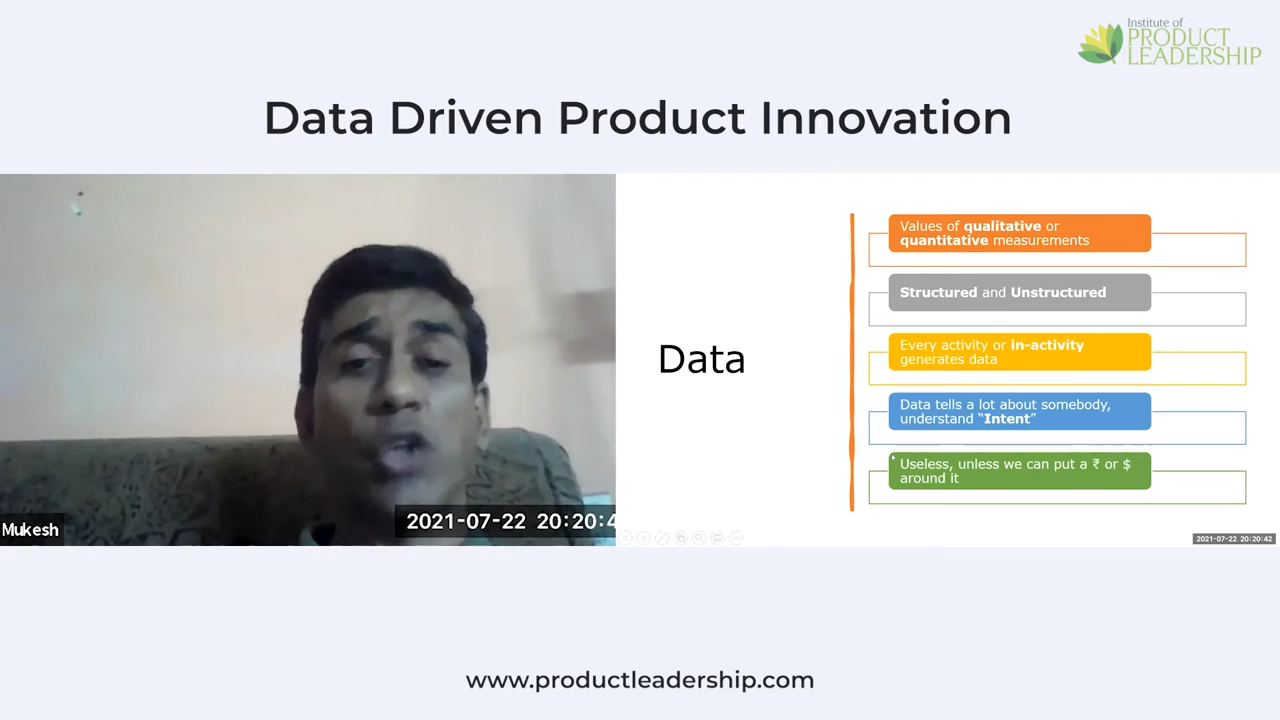 Institute of
PRODUCT
LEADERSHIP
Data Driven Product Innovation
Mukesh
2021-07-22 20:20:4
Data
Values of qualitative or
quantitative measurements
Structured and Unstructured
Every activity or in-activity
generates data
Data tells a lot about somebody,
understand "Intent"
Useless, unless we can put a ₹ or $
around it
2021-07-22 20:20:42
www.productleadership.com